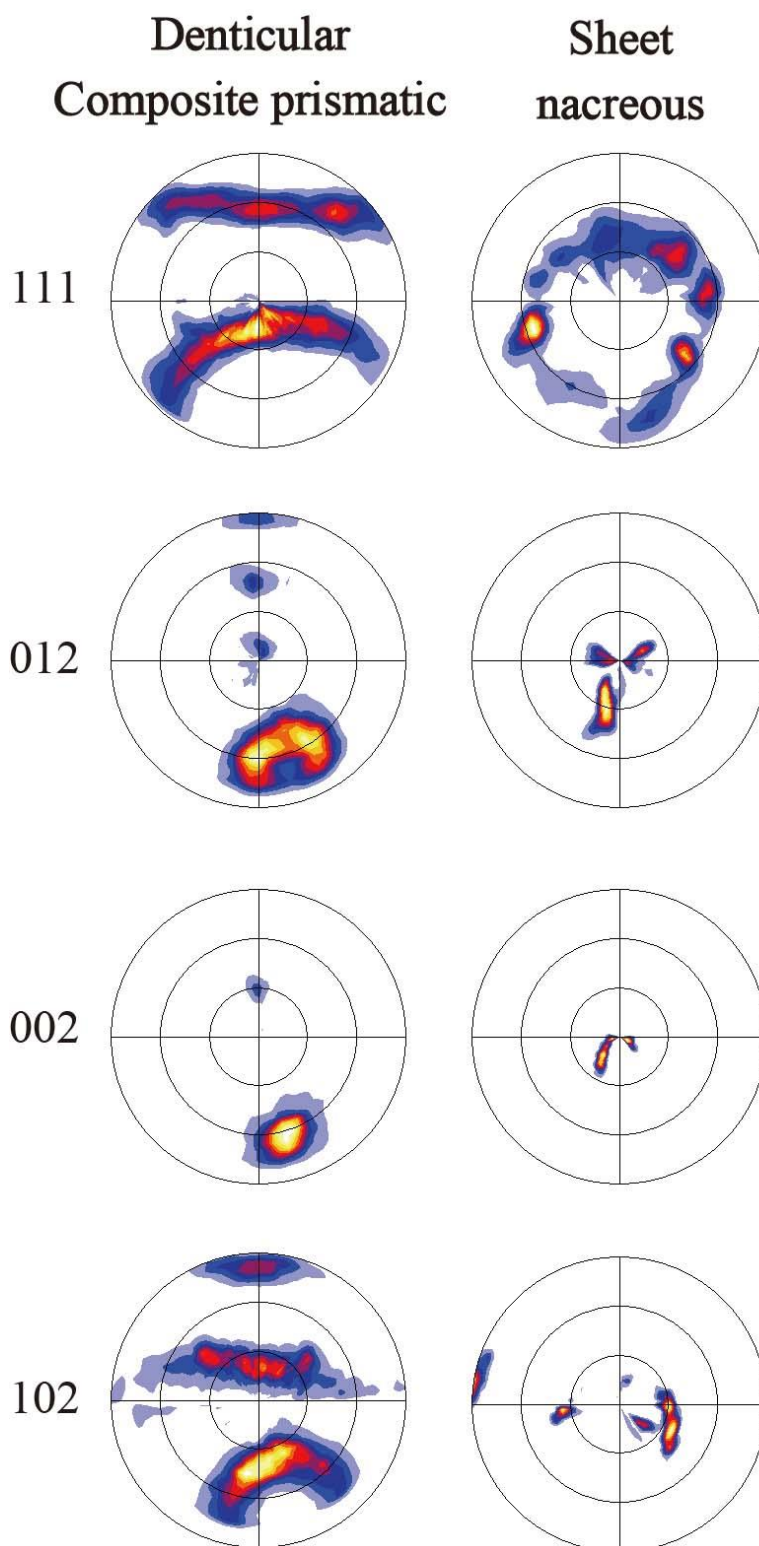 Denticular
Composite prismatic
Sheet
nacreous
111
012
002
102